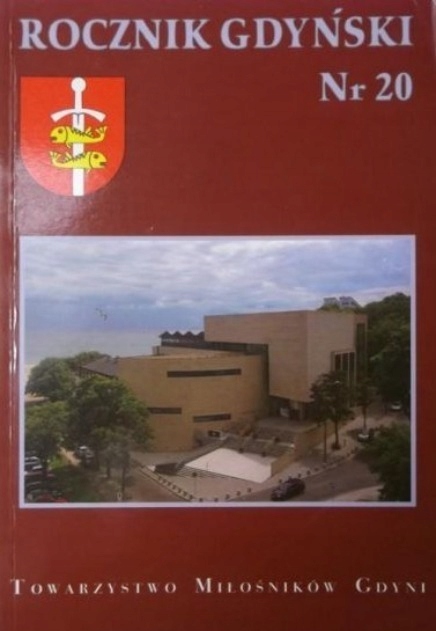 ROCZNIK GDYŃSKI
Nr 20
TOWARZYSTWO MIŁOŚNIKÓW GDYNI